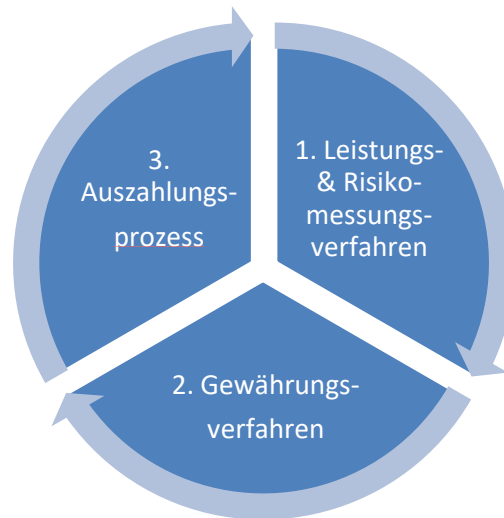 1. Leistungs-
& Risiko-
messungs-
verfahren
2. Gewährungs-
verfahren
3.
Auszahlungs-
prozess